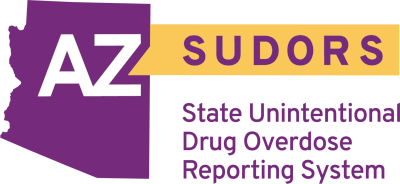 AZ SUDORS
State Unintentional
Drug Overdose
Reporting System